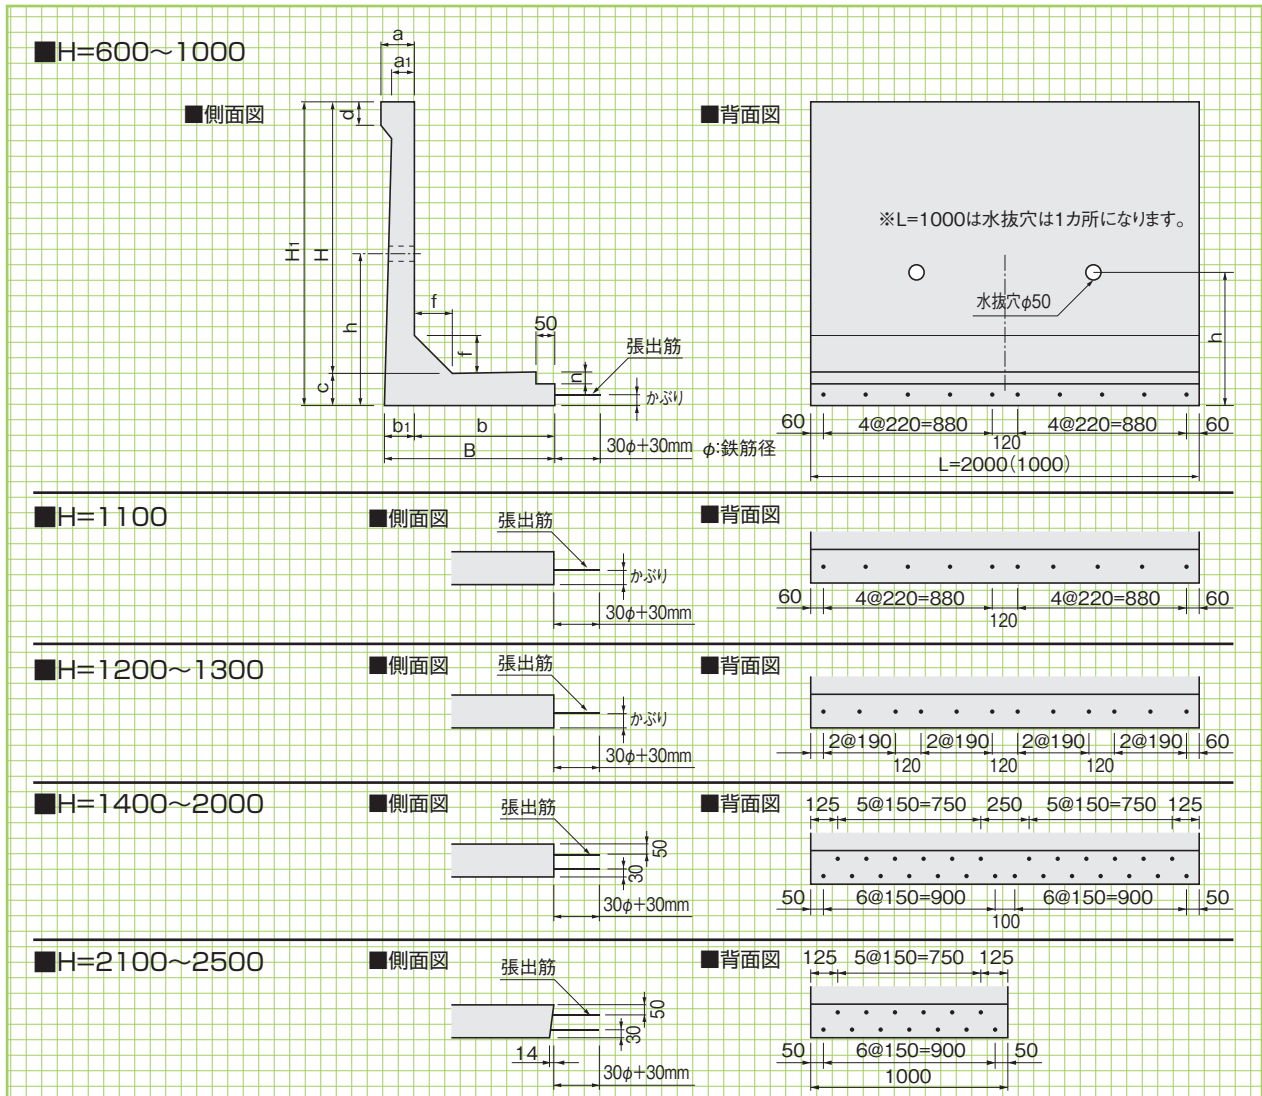 ■H=600～1000
■側面図
a
a1
d
H1
H
h
c
f
f
50
n
張出筋
かぶり
b1
b
B
30φ+30mm φ:鉄筋径
■背面図
※L=1000は水抜穴は1カ所になります。
水抜穴φ50
h
60
4@220=880
120
4@220=880
60
L=2000(1000)
■H=1100
■側面図
張出筋
かぶり
30φ+30mm
■背面図
60
4@220=880
120
4@220=880
60
■H=1200～1300
■側面図
張出筋
かぶり
30φ+30mm
■背面図
2@190 2@190 2@190 2@190 60
120 120 120
■H=1400～2000
■側面図
張出筋
50
30
30φ+30mm
■背面図
125 5@150=750 250 5@150=750 125
50 6@150=900 6@150=900 50
100
■H=2100～2500
■側面図
張出筋
50
30
14
30φ+30mm
■背面図
125 5@150=750 125
50 6@150=900 50
1000